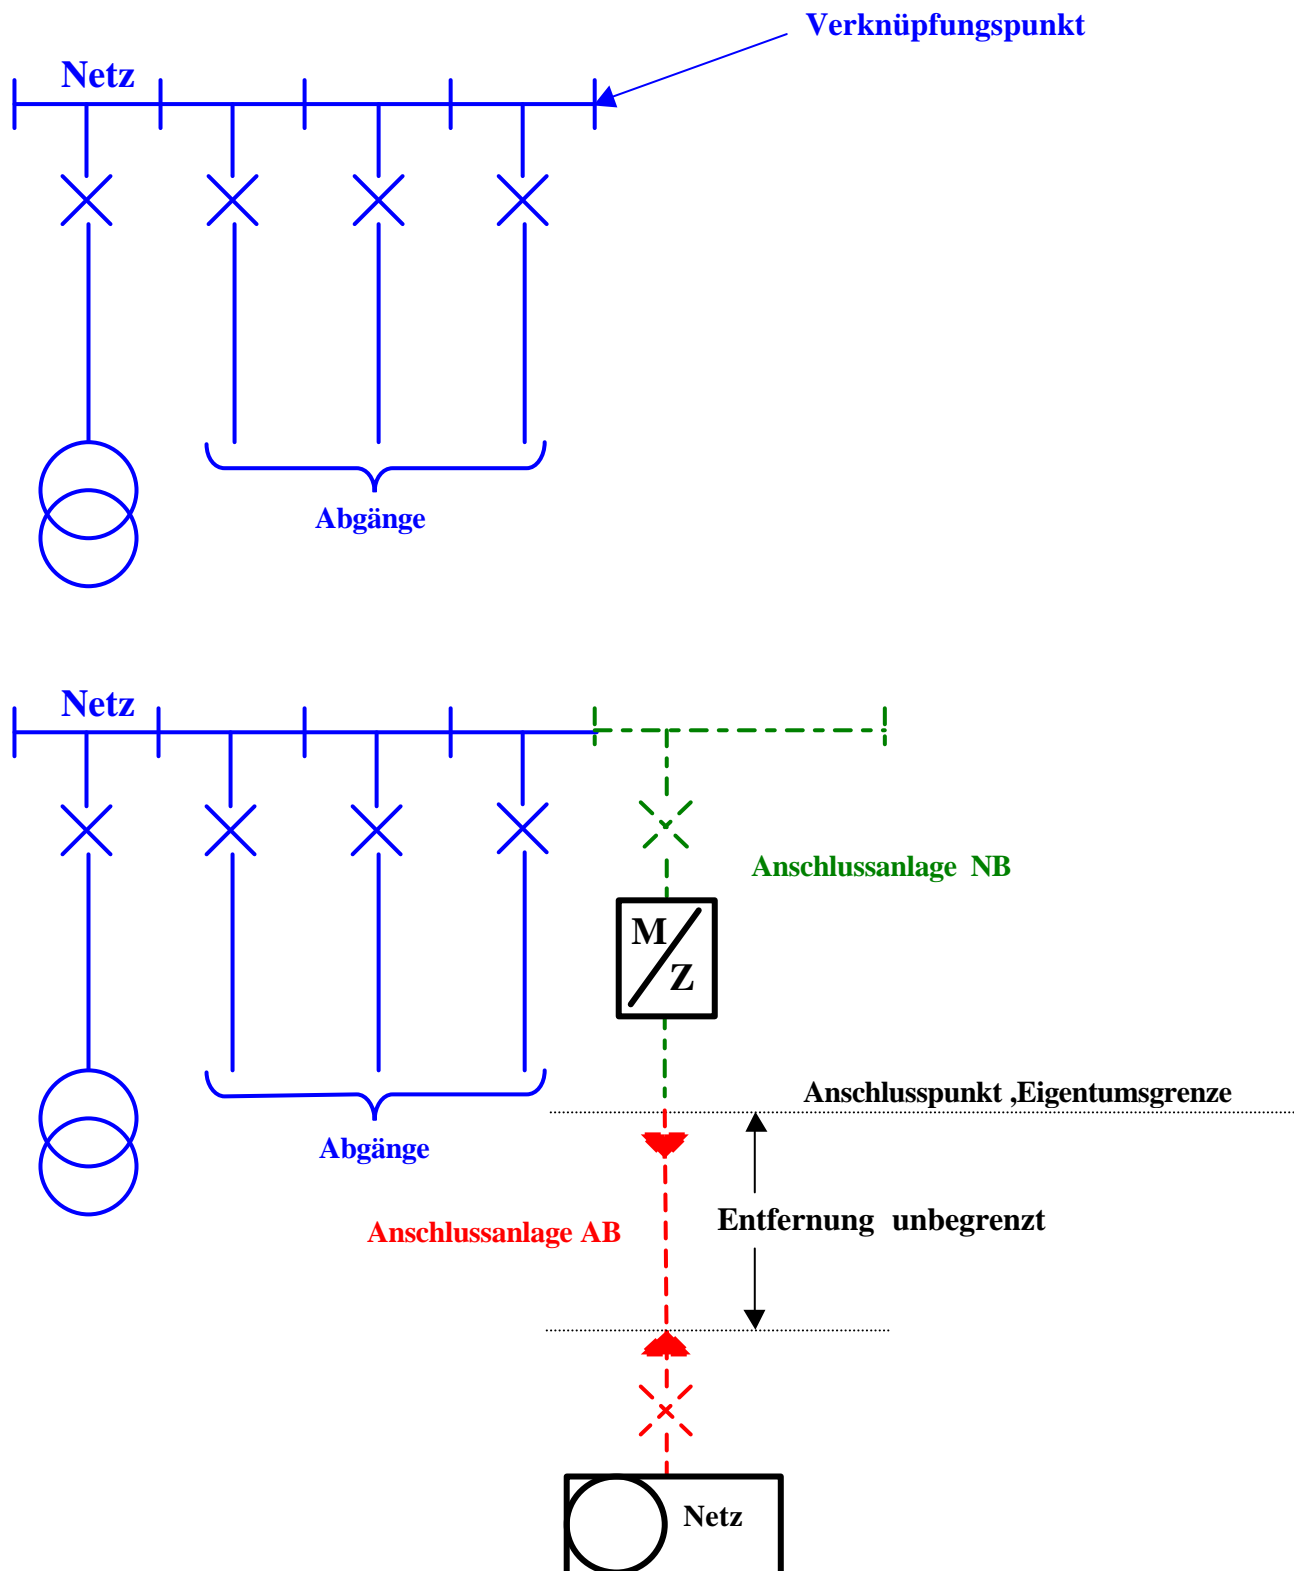 Verknüpfungspunkt
Netz
Abgänge
Netz
Anschlussanlage NB
M
Z
Anschlusspunkt ,Eigentumsgrenze
Abgänge
Entfernung unbegrenzt
Anschlussanlage AB
Netz